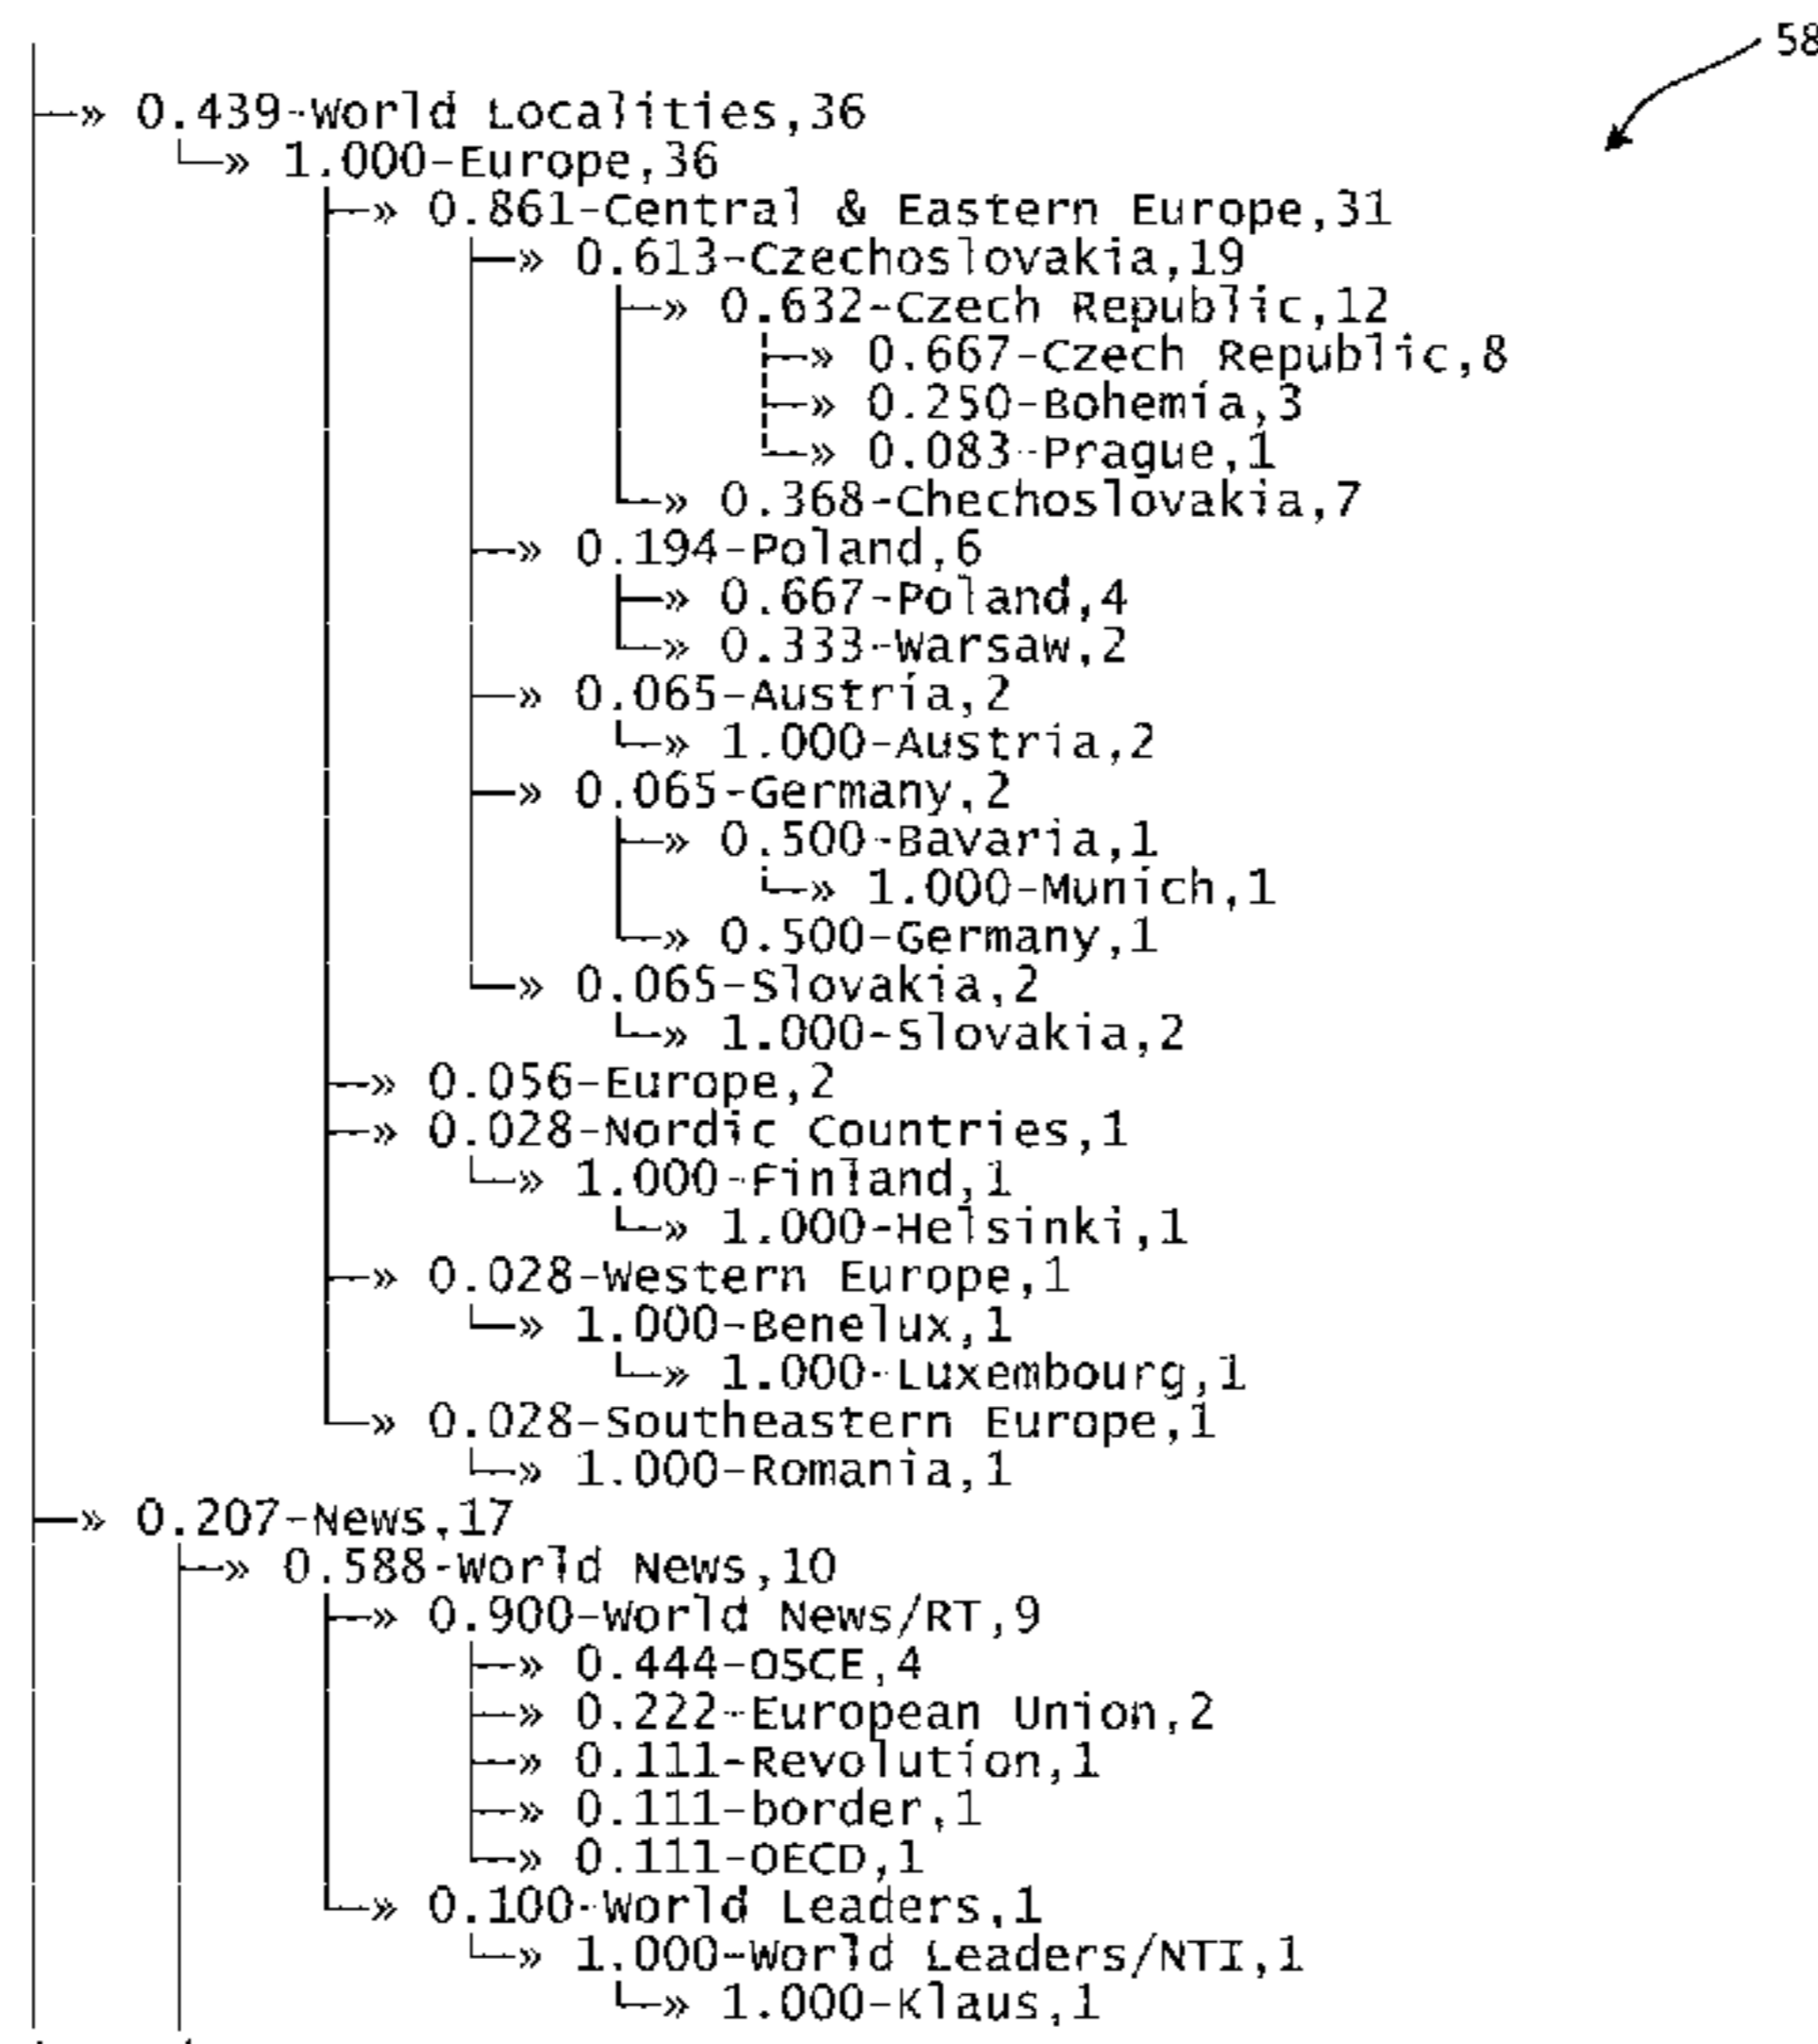 58
0.439-World Localities,36
1.000-Europe,36
0.861-Central & Eastern Europe,31
0.613-Czechoslovakia,19
0.632-Czech Republic,12
0.667-Czech Republic,8
0.250-Bohemia,3
0.083-Prague,1
0.368-Chechoslovakia,7
0.194-Poland,6
0.667-Poland,4
0.333-Warsaw,2
0.065-Austria,2
1.000-Austria,2
0.065-Germany,2
0.500-Bavaria,1
1.000-Munich,1
0.500-Germany,1
0.065-Slovakia,2
1.000-Slovakia,2
0.056-Europe,2
0.028-Nordic Countries,1
1.000-Finland,1
1.000-Helsinki,1
0.028-Western Europe,1
1.000-Benelux,1
1.000-Luxembourg,1
0.028-Southeastern Europe,1
1.000-Romania,1
0.207-News,17
0.588-World News,10
0.900-World News/RT,9
0.444-OSCE,4
0.222-European Union,2
0.111-Revolution,1
0.111-border,1
0.111-OECD,1
0.100-World Leaders,1
1.000-World Leaders/NTI,1
1.000-Klaus,1